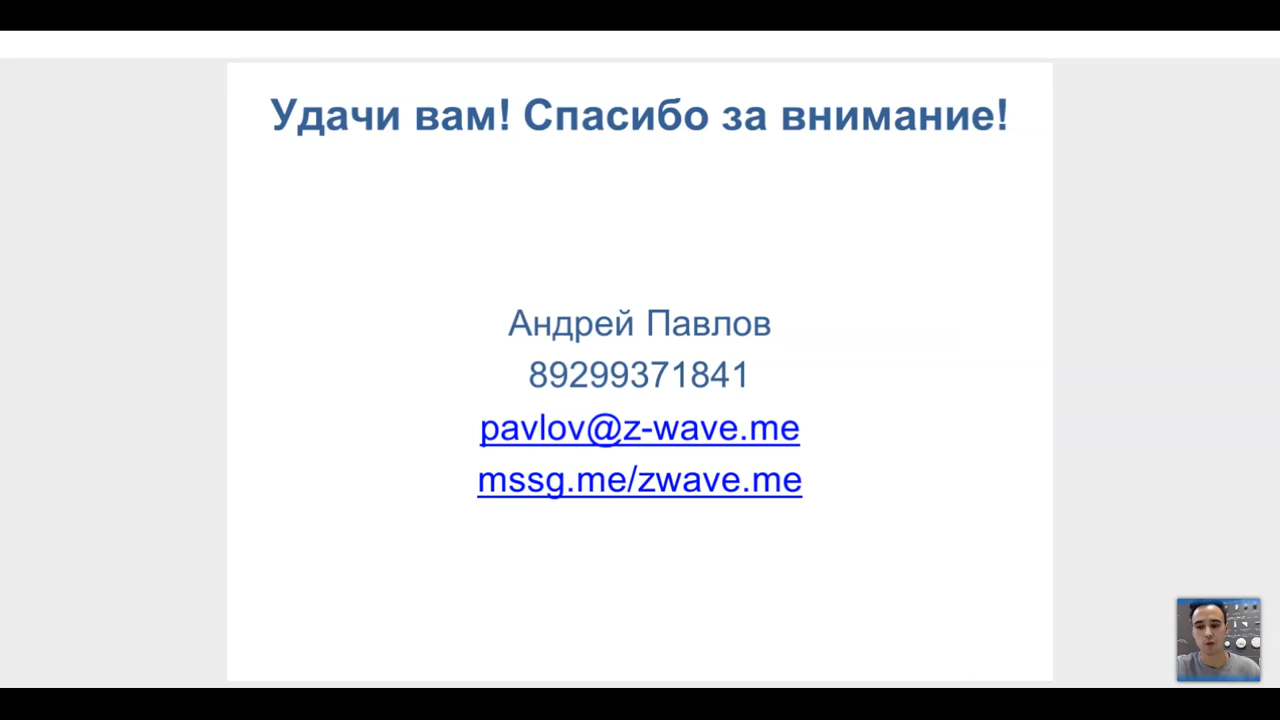 Удачи вам! Спасибо за внимание!
Андрей Павлов
89299371841
pavlov@z-wave.me
mssg.me/zwave.me